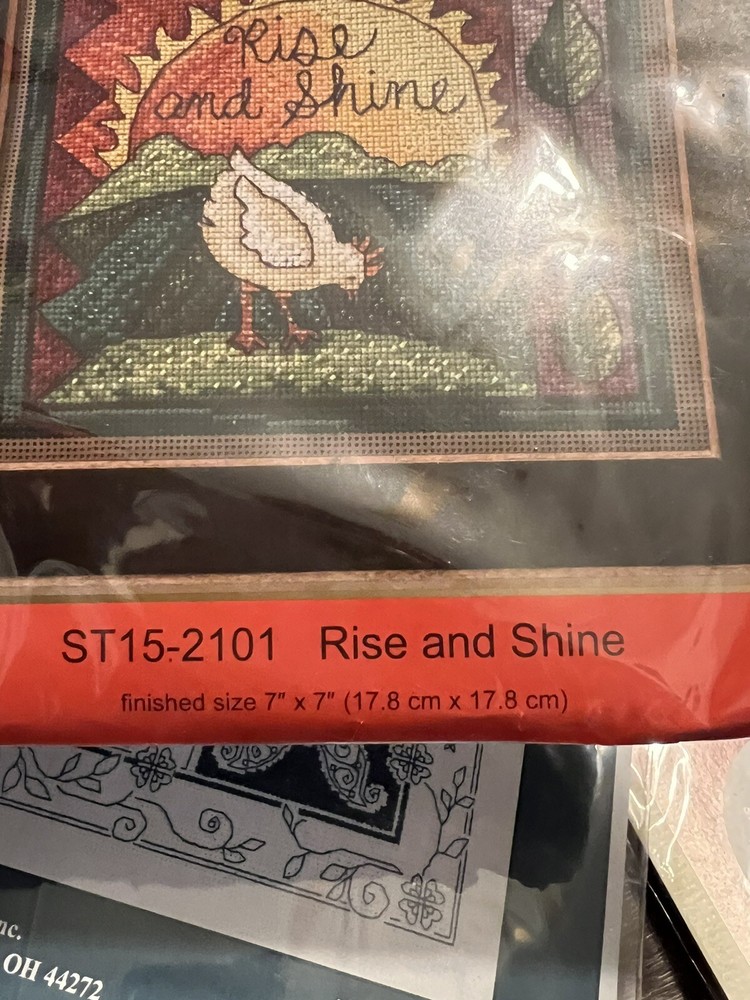 Rise
and Shine
ST15-2101 Rise and Shine
finished size 7" x 7" (17.8 cm x 17.8 cm)
nc.
OH 44272